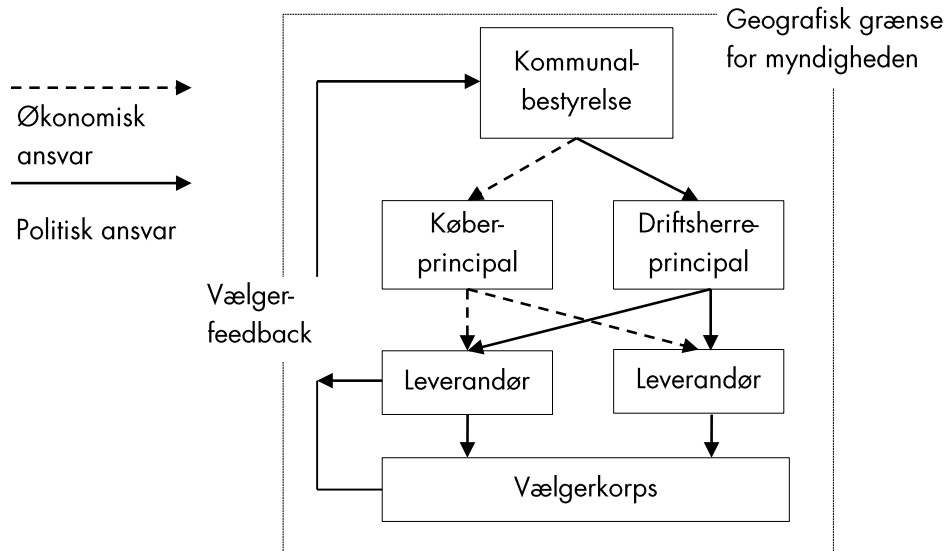 Geografisk grænse
for myndigheden
Kommunal-
bestyrelse
Økonomisk
ansvar
Politisk ansvar
Køber-
principal
Driftsherre-
principal
Vælger-
feedback
Leverandør
Leverandør
Vælgerkorps